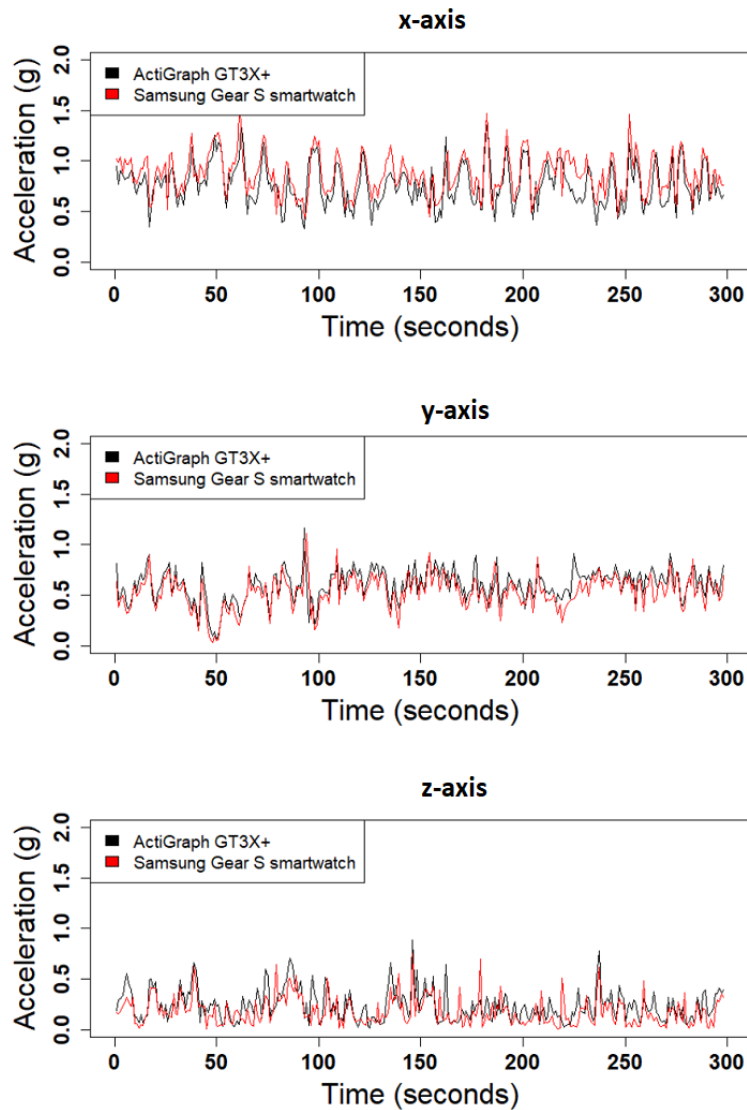 x-axis
2.0
1.5
1.0
0.5
0.0
Acceleration (g)
ActiGraph GT3X+
Samsung Gear S smartwatch
0 50 100 150 200 250 300
Time (seconds)
y-axis
2.0
1.5
1.0
0.5
0.0
Acceleration (g)
ActiGraph GT3X+
Samsung Gear S smartwatch
0 50 100 150 200 250 300
Time (seconds)
z-axis
2.0
1.5
1.0
0.5
0.0
Acceleration (g)
ActiGraph GT3X+
Samsung Gear S smartwatch
0 50 100 150 200 250 300
Time (seconds)